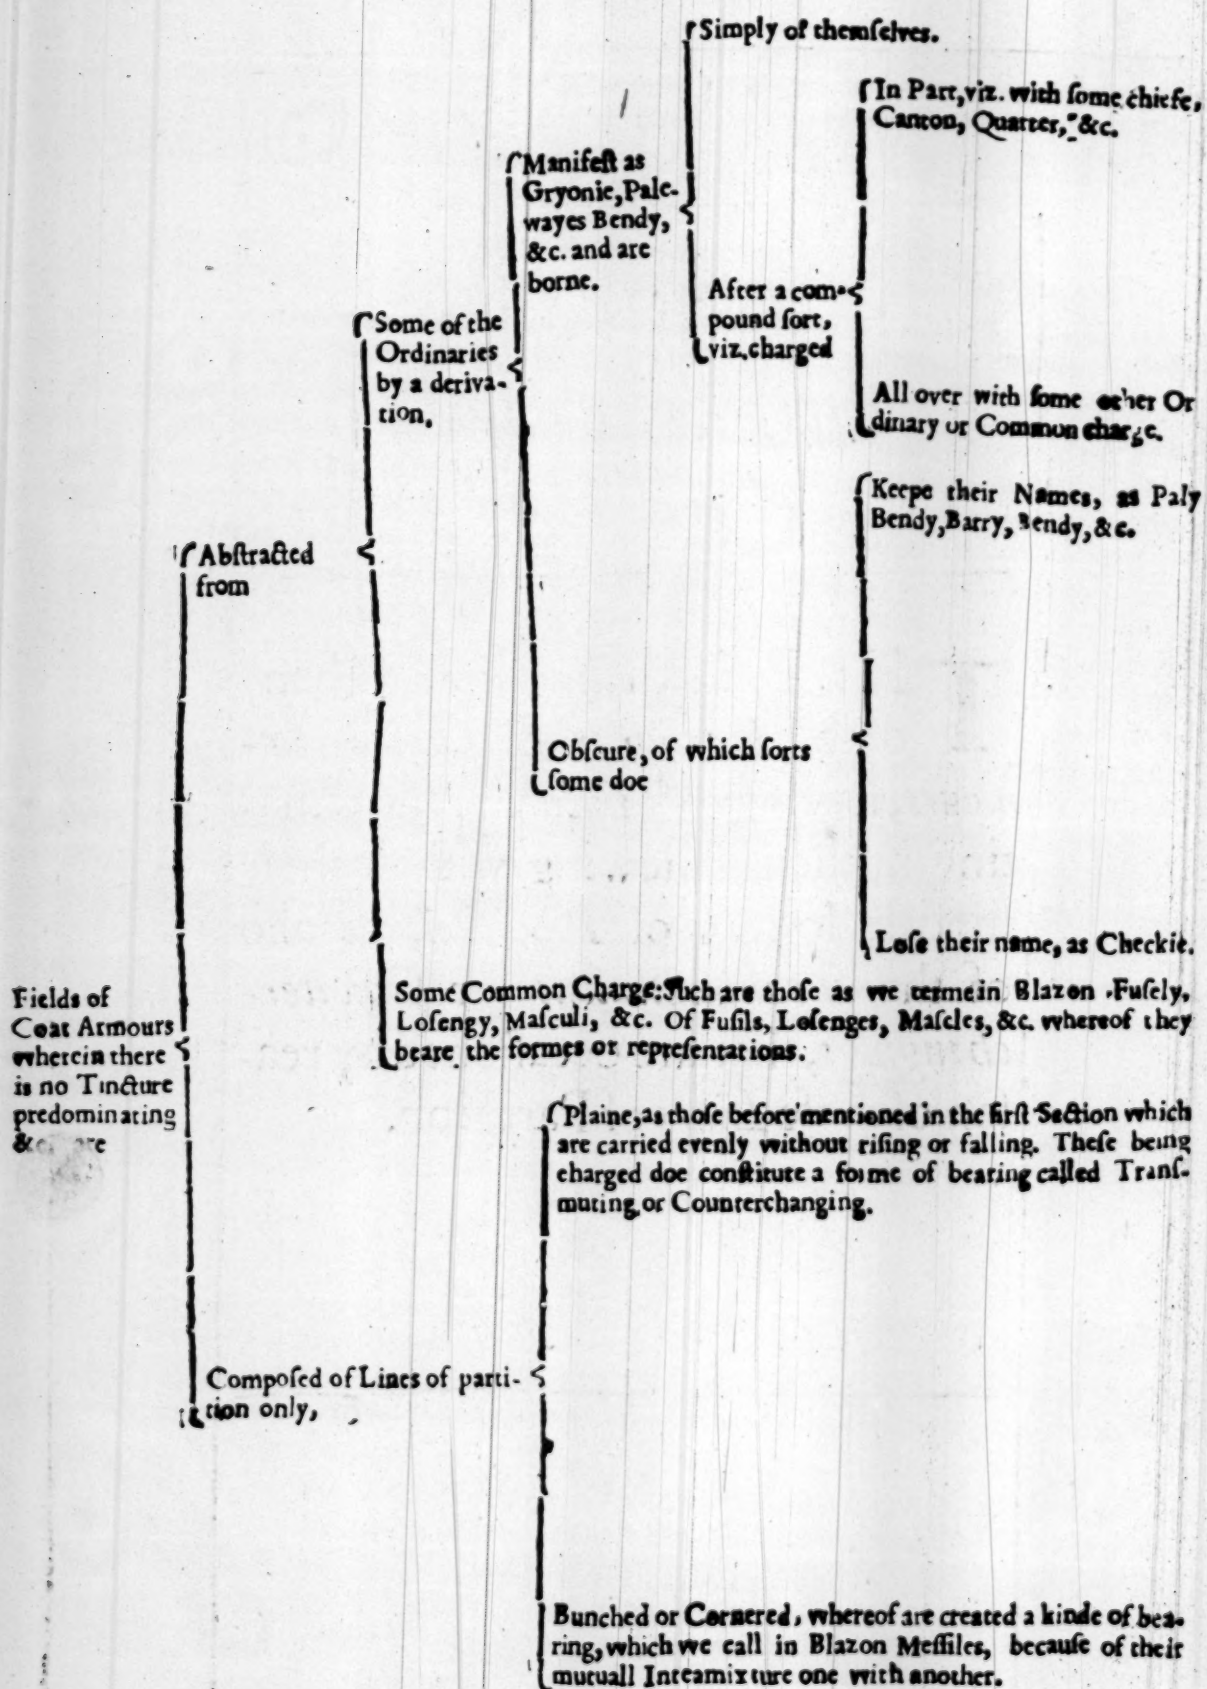 Simply of themſelves.
In Part, viz. with ſome chiefe,
Canton, Quarter, &c.
Manifeſt as
Gryonie, Pale-
wayes Bendy,
&c. and are
borne.
After a com-
pound ſort,
viz. charged
Some of the
Ordinaries
by a deriva-
tion.
All over with ſome other Or
dinary or Common charge.
Keepe their Names, as Paly
Bendy, Barry, Bendy, &c.
Abſtracted
from
Obſcure, of which ſorts
ſome doe
Loſe their name, as Checkie.
Some Common Charge: Such are thoſe as we terme in Blazon Fuſely,
Loſengy, Maſculi, &c. Of Fuſils, Loſenges, Maſcles, &c. whereof they
beare the formes or repreſentations.
Fields of
Coat Armours
wherein there
is no Tincture
predominating
Plaine, as thoſe before mentioned in the firſt Section which
are carried evenly without riſing or falling. Theſe being
charged doe conſtitute a forme of bearing called Tranſ-
muting or Counterchanging.
Compoſed of Lines of parti-
tion only,
Bunched or Cornered, whereof are created a kinde of bea-
ring, which we call in Blazon Meſſiles, becauſe of their
mutuall Inteamixture one with another.